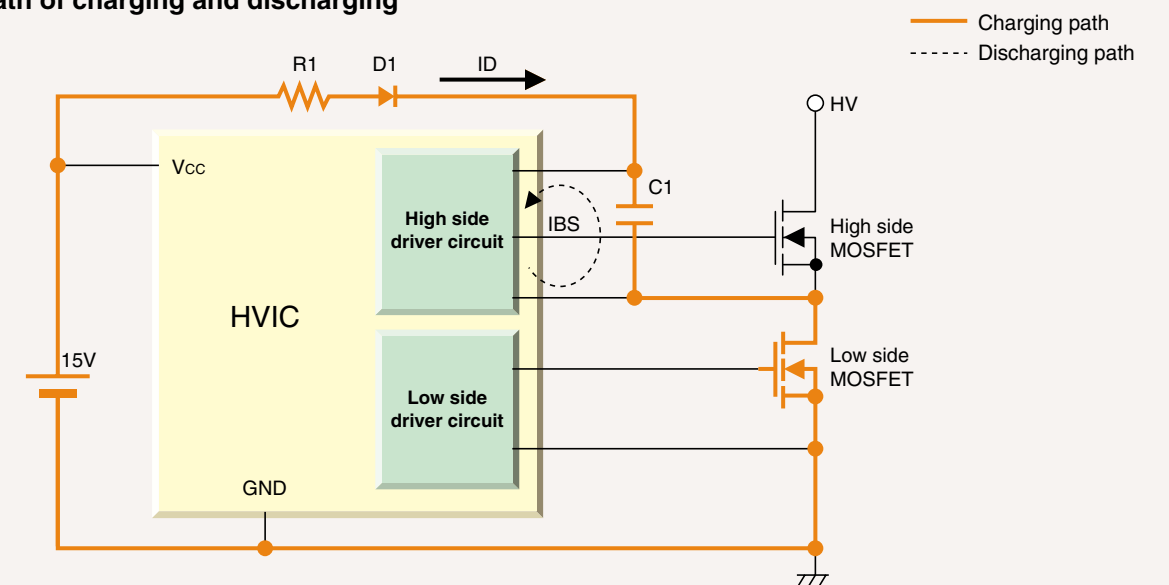 of charging and discharging
Charging path
Discharging path
R1
D1
ID
HV
VCC
C1
High side
driver circuit
IBS
High side
MOSFET
HVIC
15V
Low side
MOSFET
Low side
driver circuit
GND